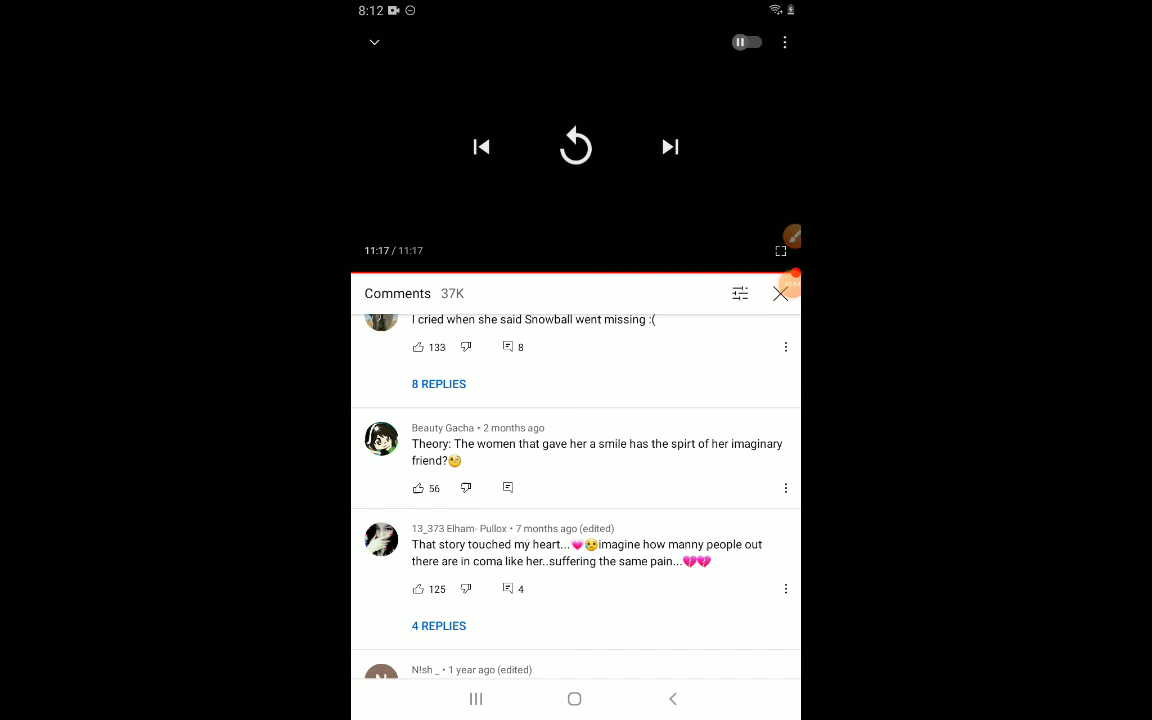 8:12
11:17 / 11:17
Comments 37K
I cried when she said Snowball went missing :(
133 8
8 REPLIES
Beauty Gacha • 2 months ago
Theory: The women that gave her a smile has the spirt of her imaginary
friend?🧐
56
13_373 Elham- Pullox • 7 months ago (edited)
That story touched my heart...💗😥imagine how manny people out
there are in coma like her..suffering the same pain...💔💔
125 4
4 REPLIES
N!sh _ • 1 year ago (edited)